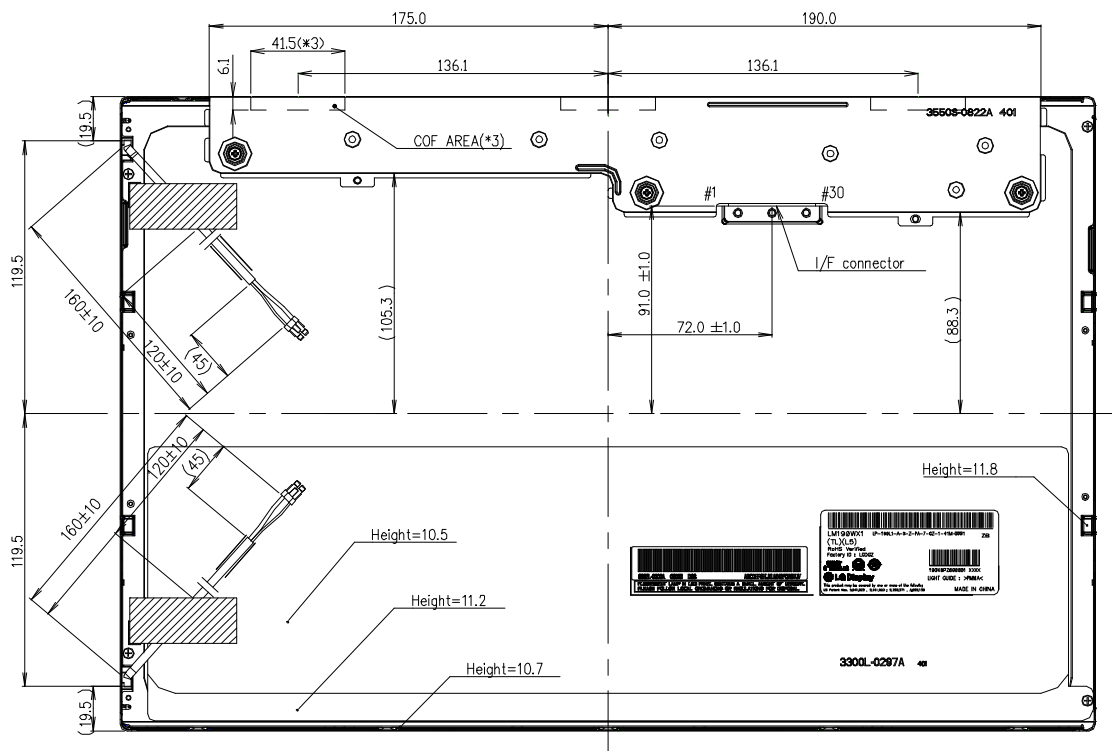 175.0
190.0
41.5(*3)
136.1
136.1
6.1
(19.5)
3550S-0822A 401
COF AREA(*3)
#1
#30
I/F connector
119.5
160±10
120±10
(45)
(105.3)
91.0 ±1.0
72.0 ±1.0
(88.3)
119.5
160±10
120±10
(45)
Height=11.8
Height=10.5
LM190WX1
(TL)(L5)
RoHS Verified
LG Display
LIGHT GUIDE : >PMMA<
MADE IN CHINA
Height=11.2
3300L-0297A 401
Height=10.7
(19.5)